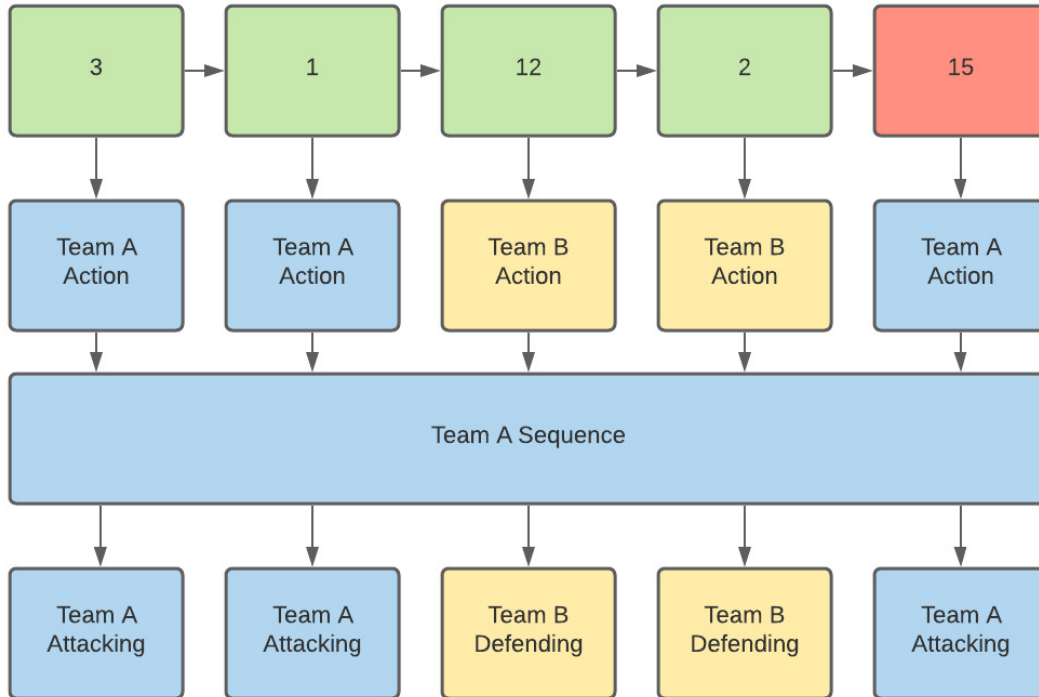 3
1
12
2
15
Team A
Action
Team A
Action
Team B
Action
Team B
Action
Team A
Action
Team A Sequence
Team A
Attacking
Team A
Attacking
Team B
Defending
Team B
Defending
Team A
Attacking